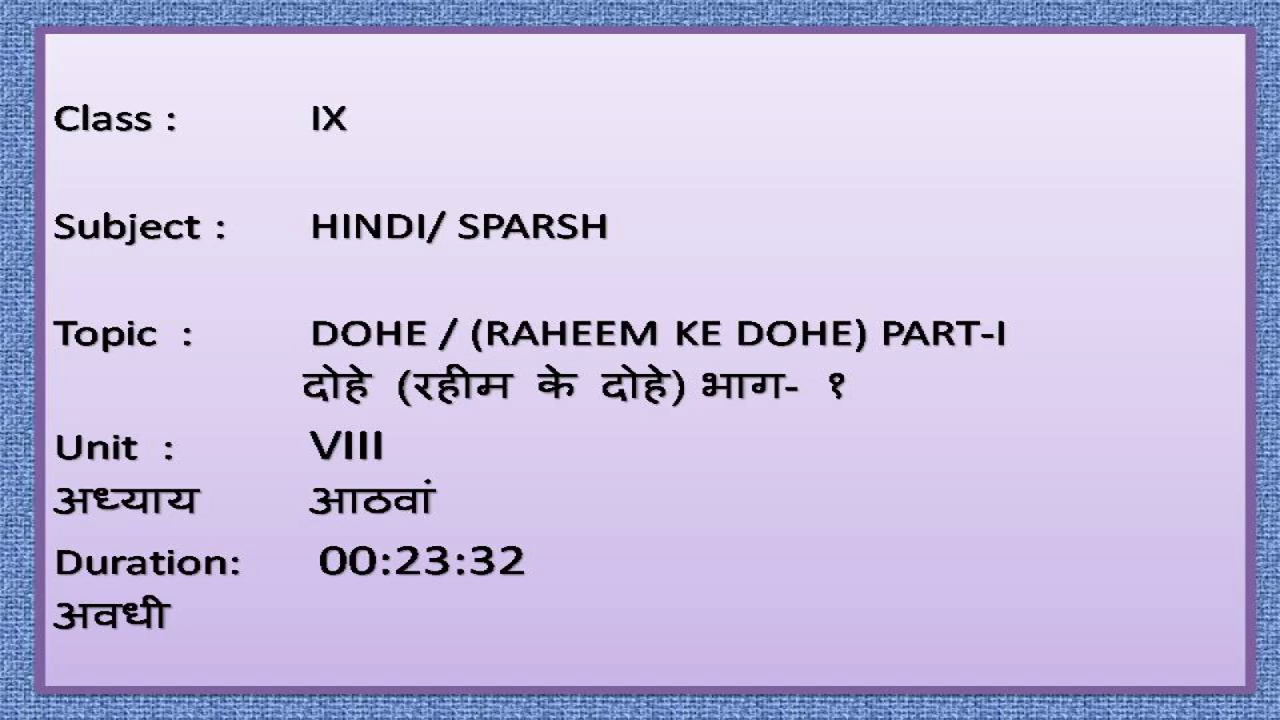 Class : IX
Subject : HINDI/ SPARSH
Topic : DOHE / (RAHEEM KE DOHE) PART-I
दोहे (रहीम के दोहे) भाग- १
Unit : VIII
अध्याय आठवां
Duration: 00:23:32
अवधी